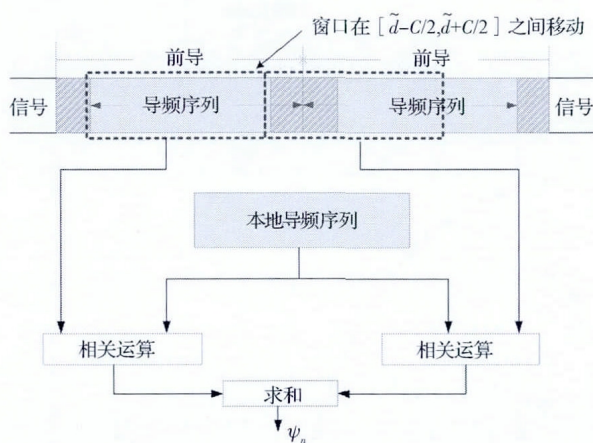 窗口在 [d̃−C/2,d̃+C/2] 之间移动
前导 前导
信号 导频序列 导频序列 信号
本地导频序列
相关运算 相关运算
求和
ψₙ